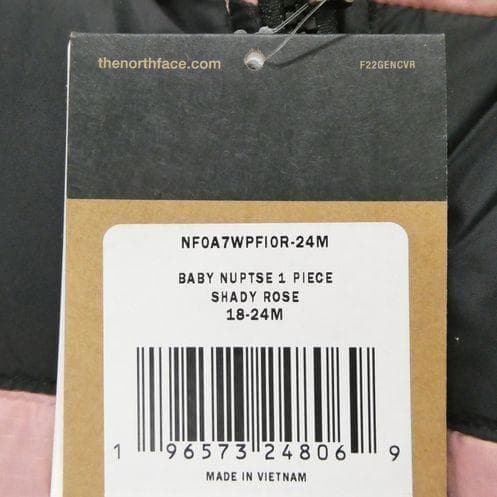 thenorthface.com F22GENCVR
NF0A7WPFI0R-24M
BABY NUPTSE 1 PIECE
SHADY ROSE
18-24M
1 96573 24806 9
MADE IN VIETNAM